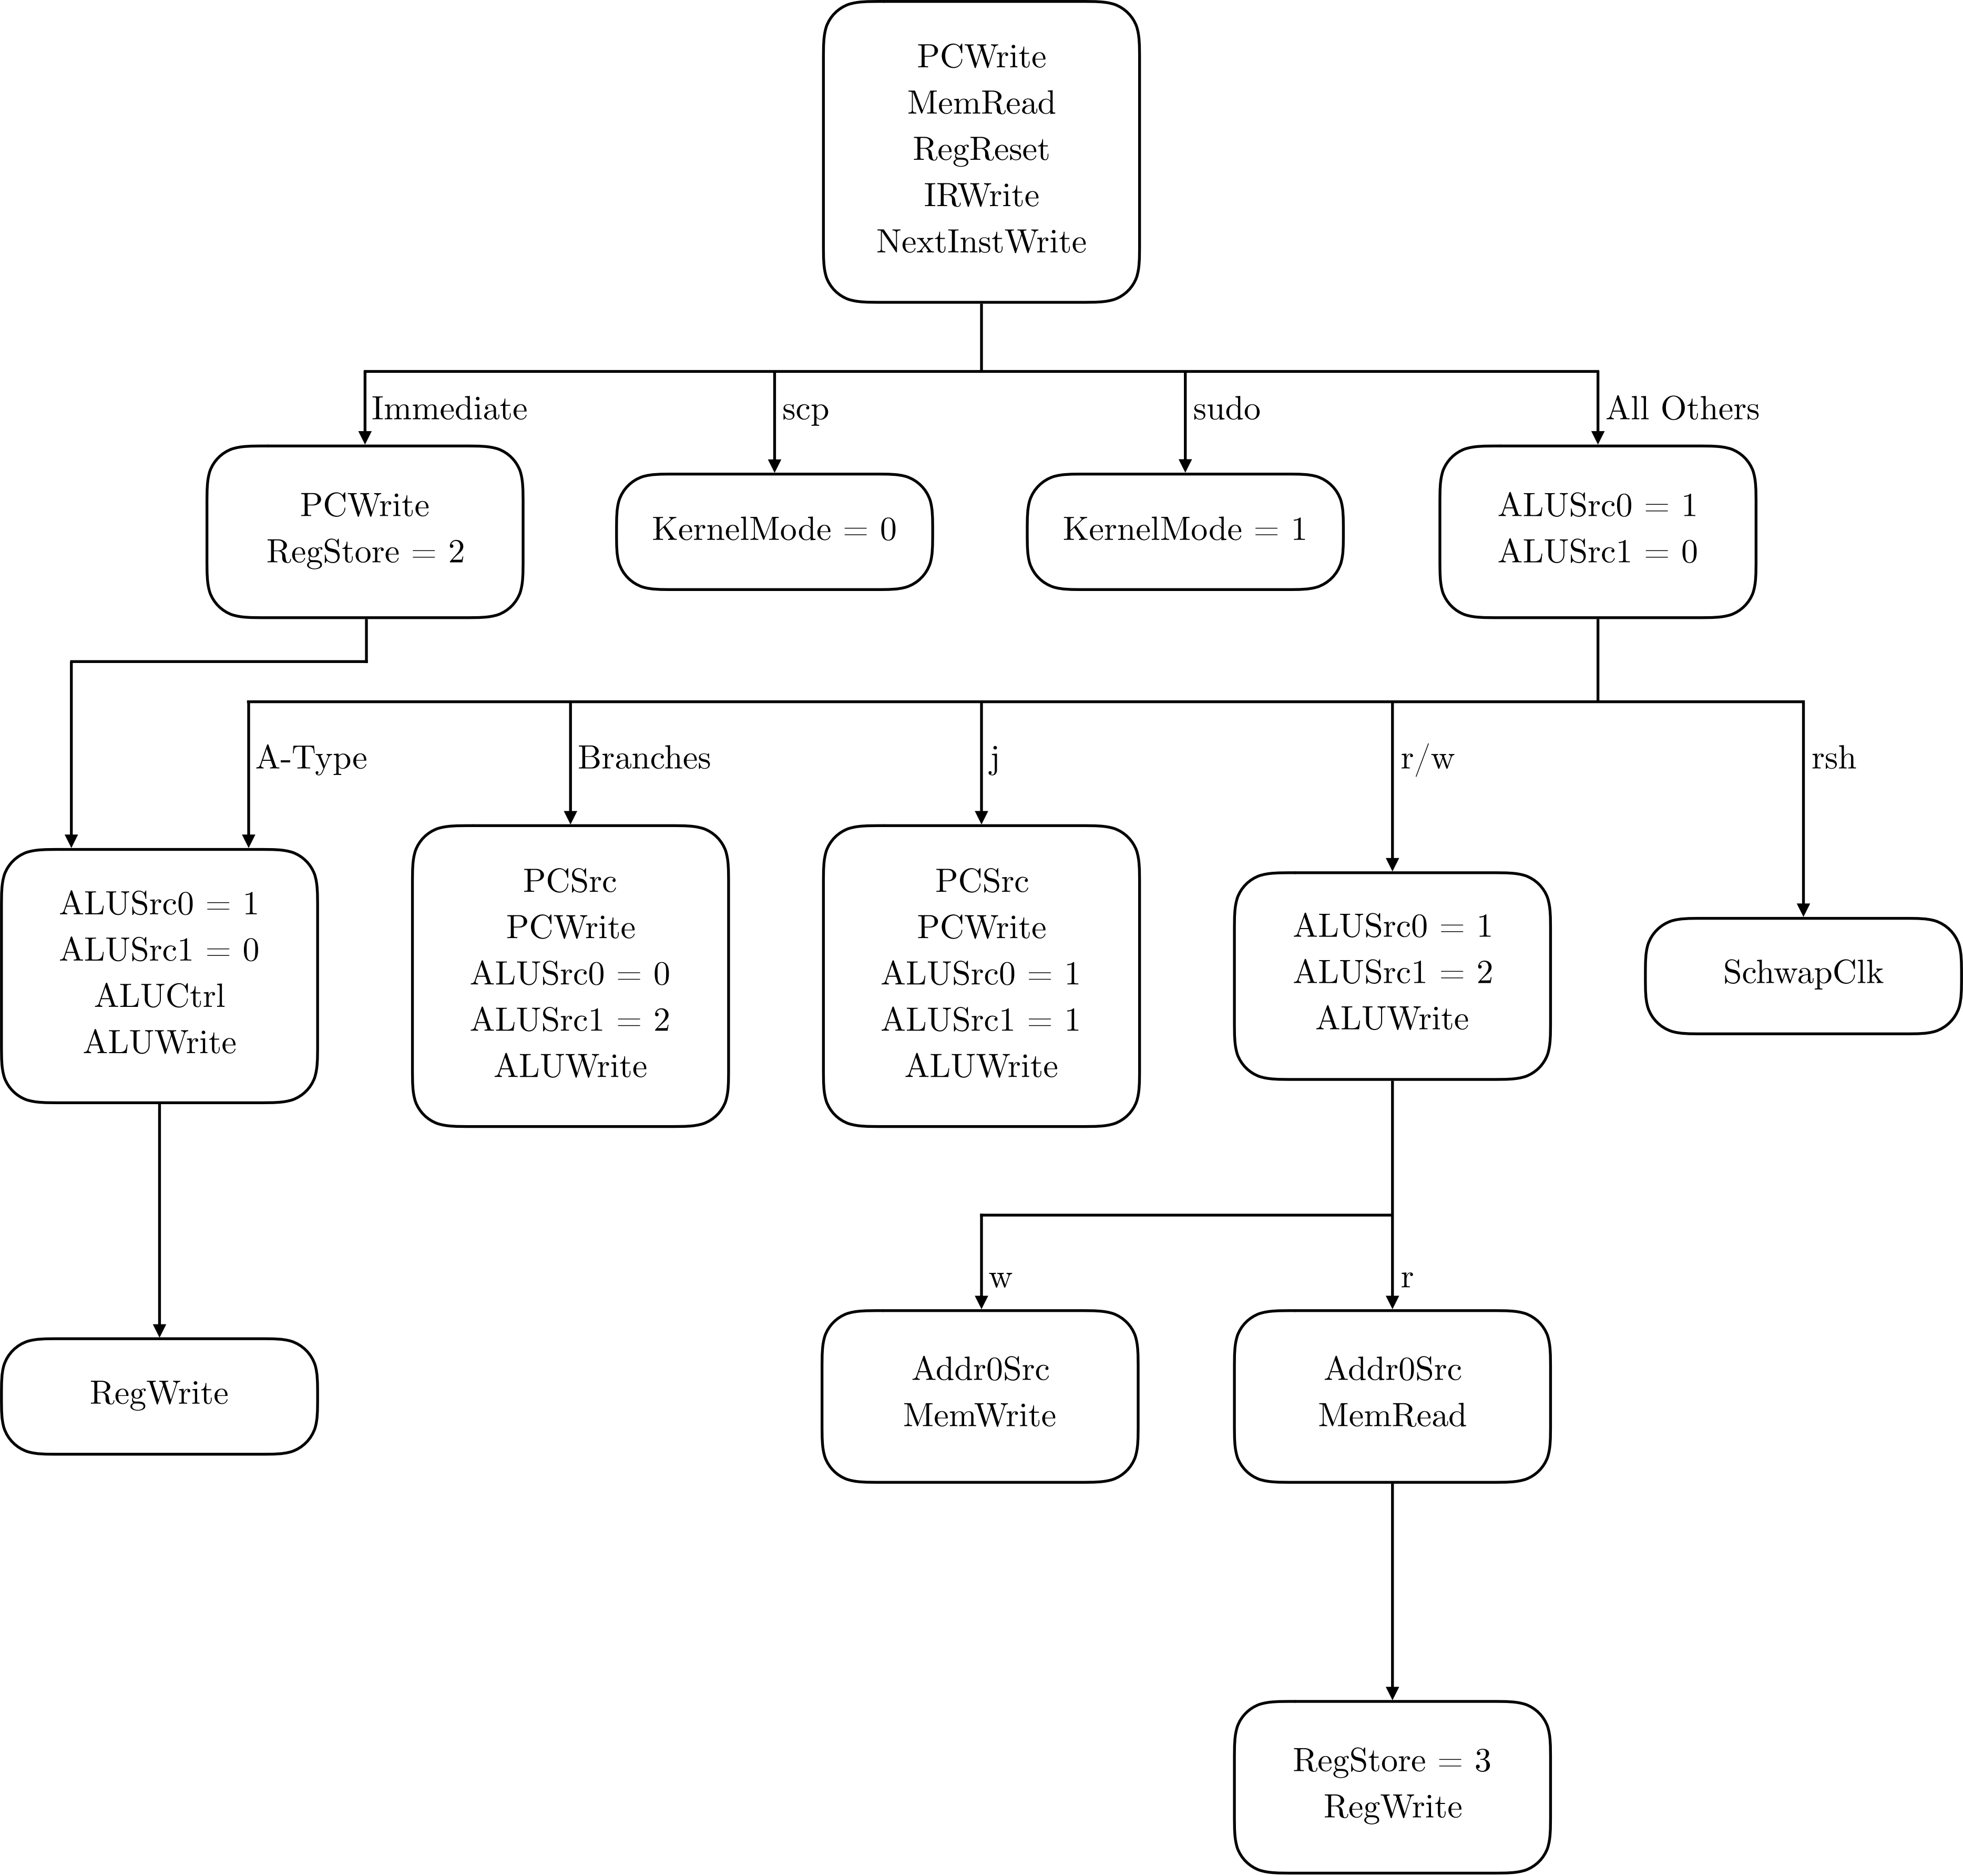 PCWrite
MemRead
RegReset
IRWrite
NextInstWrite
Immediate
scp
sudo
All Others
PCWrite
RegStore = 2
KernelMode = 0
KernelMode = 1
ALUSrc0 = 1
ALUSrc1 = 0
A-Type
Branches
j
r/w
rsh
ALUSrc0 = 1
ALUSrc1 = 0
ALUCtrl
ALUWrite
PCSrc
PCWrite
ALUSrc0 = 0
ALUSrc1 = 2
ALUWrite
PCSrc
PCWrite
ALUSrc0 = 1
ALUSrc1 = 1
ALUWrite
ALUSrc0 = 1
ALUSrc1 = 2
ALUWrite
SchwapClk
w
r
RegWrite
Addr0Src
MemWrite
Addr0Src
MemRead
RegStore = 3
RegWrite